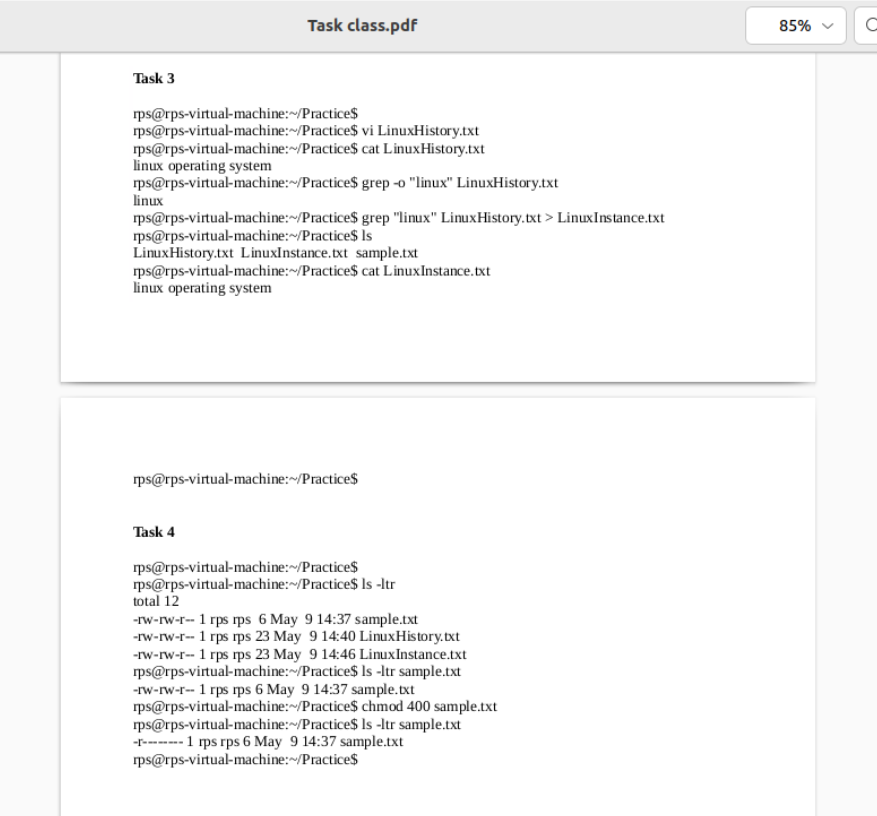 Task class.pdf
85%
Task 3
rps@rps-virtual-machine:~/Practice$
rps@rps-virtual-machine:~/Practice$ vi LinuxHistory.txt
rps@rps-virtual-machine:~/Practice$ cat LinuxHistory.txt
linux operating system
rps@rps-virtual-machine:~/Practice$ grep -o "linux" LinuxHistory.txt
linux
rps@rps-virtual-machine:~/Practice$ grep "linux" LinuxHistory.txt > LinuxInstance.txt
rps@rps-virtual-machine:~/Practice$ ls
LinuxHistory.txt  LinuxInstance.txt  sample.txt
rps@rps-virtual-machine:~/Practice$ cat LinuxInstance.txt
linux operating system
rps@rps-virtual-machine:~/Practice$
Task 4
rps@rps-virtual-machine:~/Practice$
rps@rps-virtual-machine:~/Practice$ ls -ltr
total 12
-rw-rw-r-- 1 rps rps  6 May  9 14:37 sample.txt
-rw-rw-r-- 1 rps rps 23 May  9 14:40 LinuxHistory.txt
-rw-rw-r-- 1 rps rps 23 May  9 14:46 LinuxInstance.txt
rps@rps-virtual-machine:~/Practice$ ls -ltr sample.txt
-rw-rw-r-- 1 rps rps 6 May  9 14:37 sample.txt
rps@rps-virtual-machine:~/Practice$ chmod 400 sample.txt
rps@rps-virtual-machine:~/Practice$ ls -ltr sample.txt
-r-------- 1 rps rps 6 May  9 14:37 sample.txt
rps@rps-virtual-machine:~/Practice$